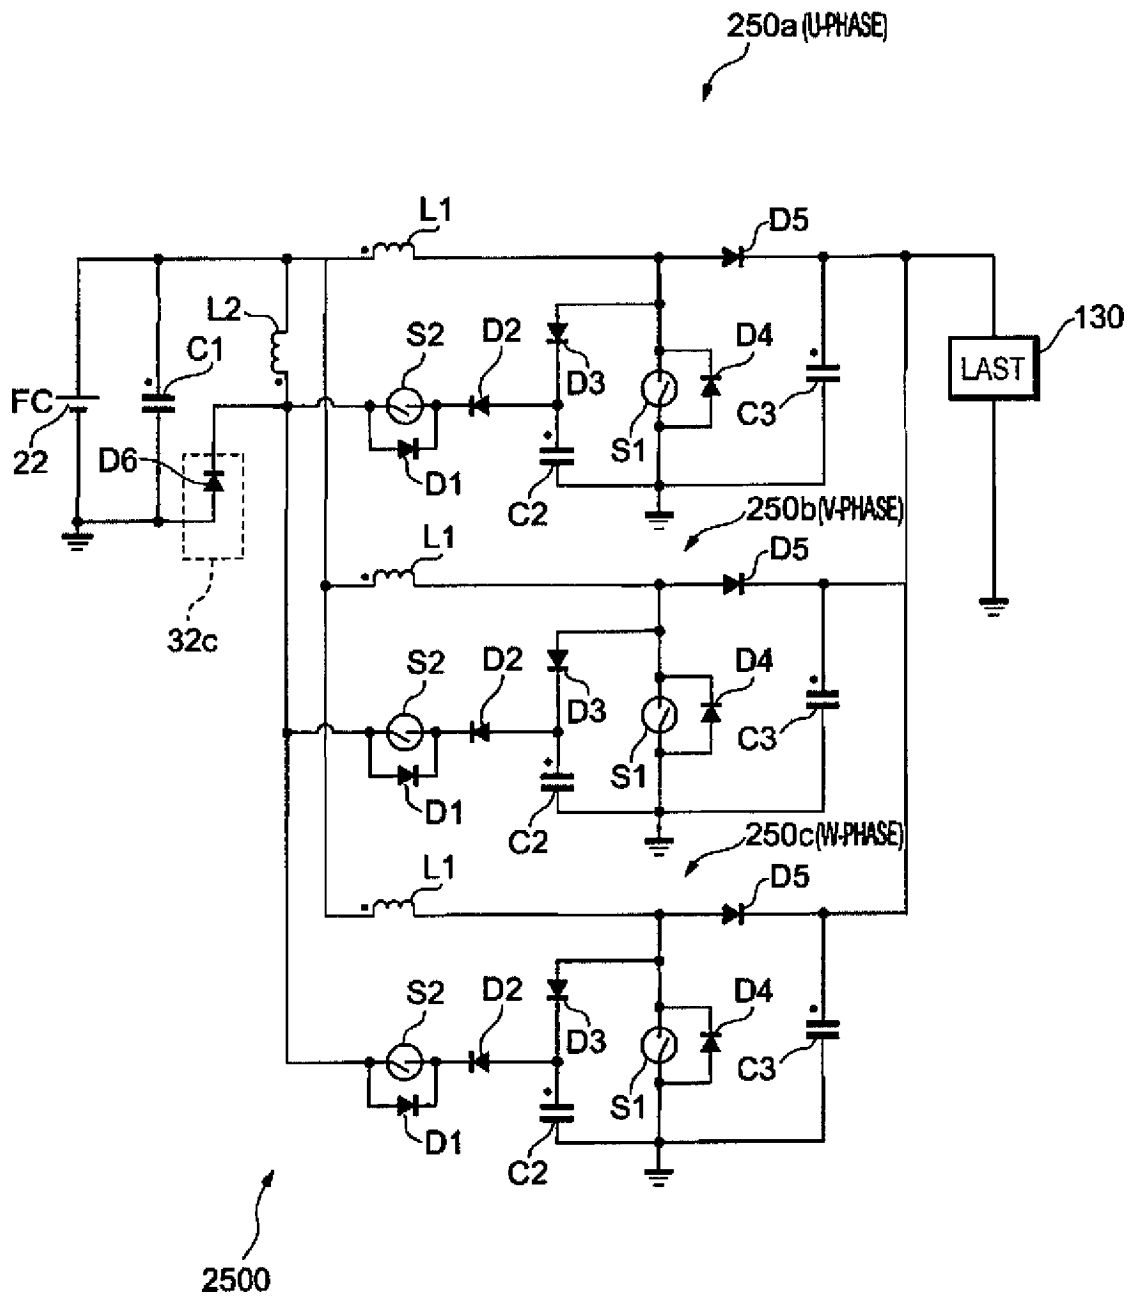 250a (U-PHASE)
L1
D5
L2
C1
S2
D2
D3
D4
130
LAST
FC
22
D6
D1
C2
S1
C3
250b (V-PHASE)
L1
D5
32c
S2
D2
D3
D4
D1
C2
S1
C3
250c (W-PHASE)
L1
D5
S2
D2
D3
D4
D1
C2
S1
C3
2500